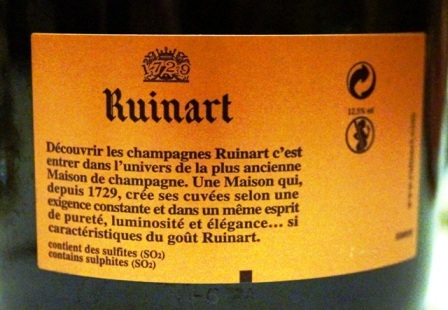 1729
Ruinart
12.5% vol
Découvrir les champagnes Ruinart c'est
entrer dans l'univers de la plus ancienne
Maison de champagne. Une Maison qui,
depuis 1729, crée ses cuvées selon une
exigence constante et dans un même esprit
de pureté, luminosité et élégance... si
caractéristiques du goût Ruinart.
contient des sulfites (SO2)
contains sulphites (SO2)